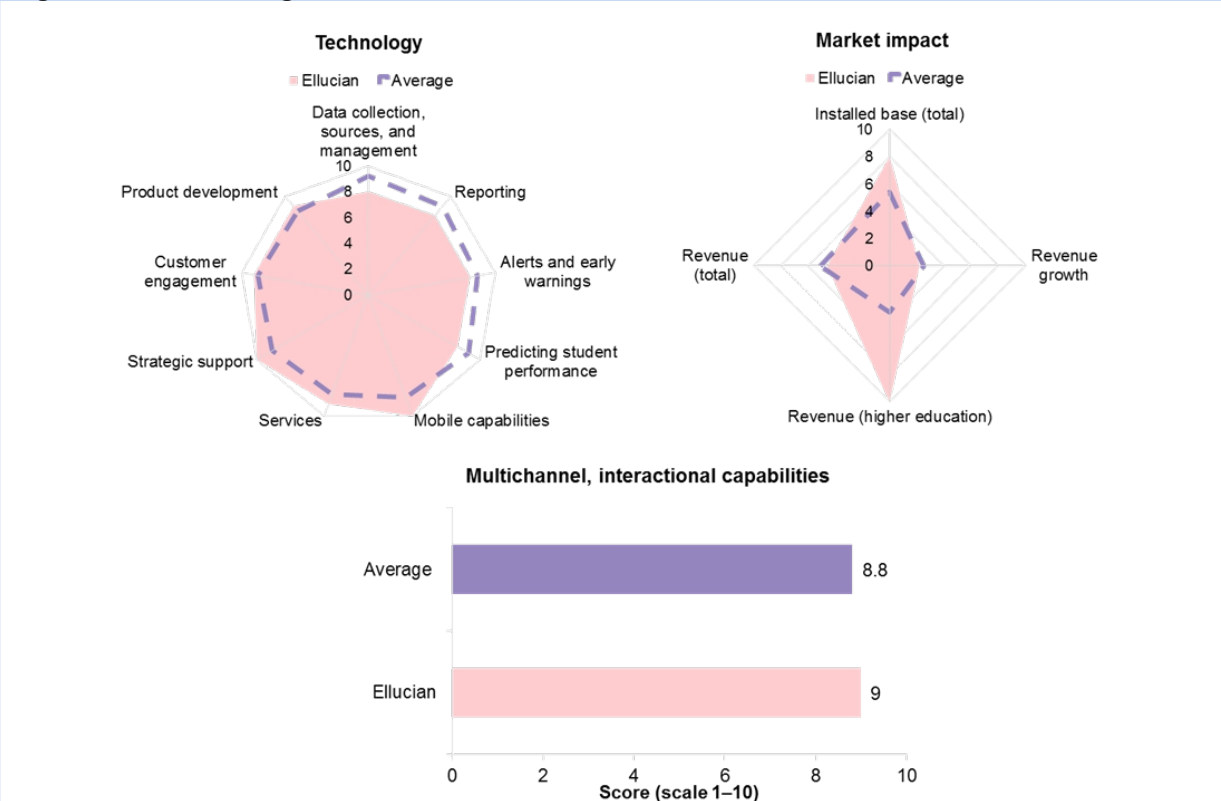 Technology
Ellucian Average
Data collection,
sources, and
management
10
8
6
4
2
0
Reporting
Alerts and early
warnings
Predicting student
performance
Mobile capabilities
Services
Strategic support
Customer
engagement
Product development
Market impact
Ellucian Average
Installed base (total)
10
8
6
4
2
0
Revenue
growth
Revenue (higher education)
Revenue
(total)
Multichannel, interactional capabilities
Average 8.8
Ellucian 9
0 2 4 6 8 10
Score (scale 1–10)